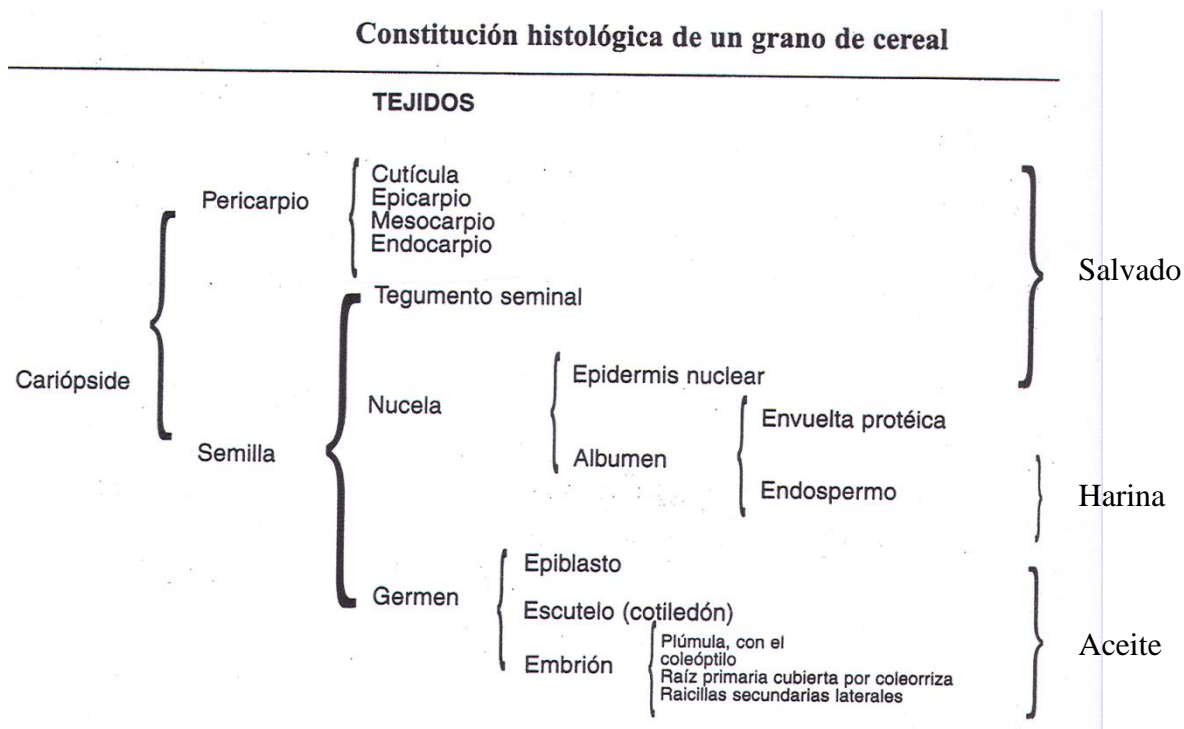 Constitución histológica de un grano de cereal
TEJIDOS
Cariópside
Pericarpio
Cutícula
Epicarpio
Mesocarpio
Endocarpio
Semilla
Tegumento seminal
Nucela
Epidermis nuclear
Albumen
Envuelta protéica
Endospermo
Germen
Epiblasto
Escutelo (cotiledón)
Embrión
Plúmula, con el
coleóptilo
Raíz primaria cubierta por coleorriza
Raicillas secundarias laterales
Salvado
Harina
Aceite